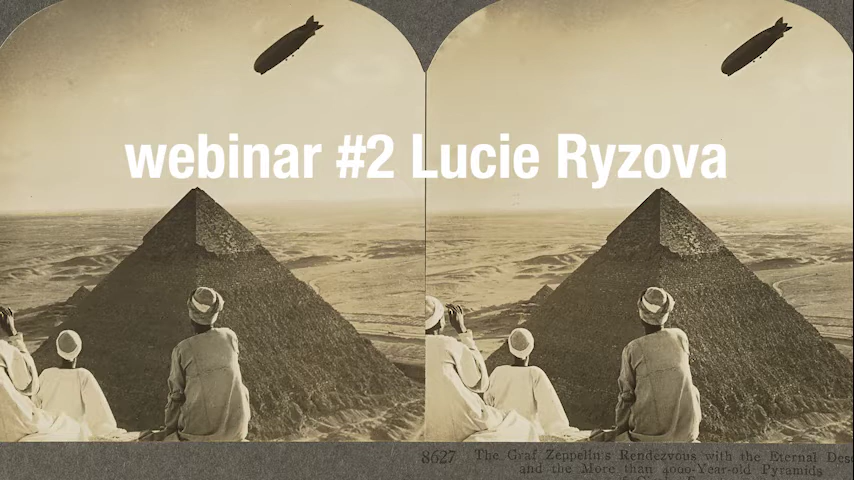 webinar #2 Lucie Ryzova
8627 The Graf Zeppelin's Rendezvous with the Eternal
and the More than 4000-Year-old Pyramids